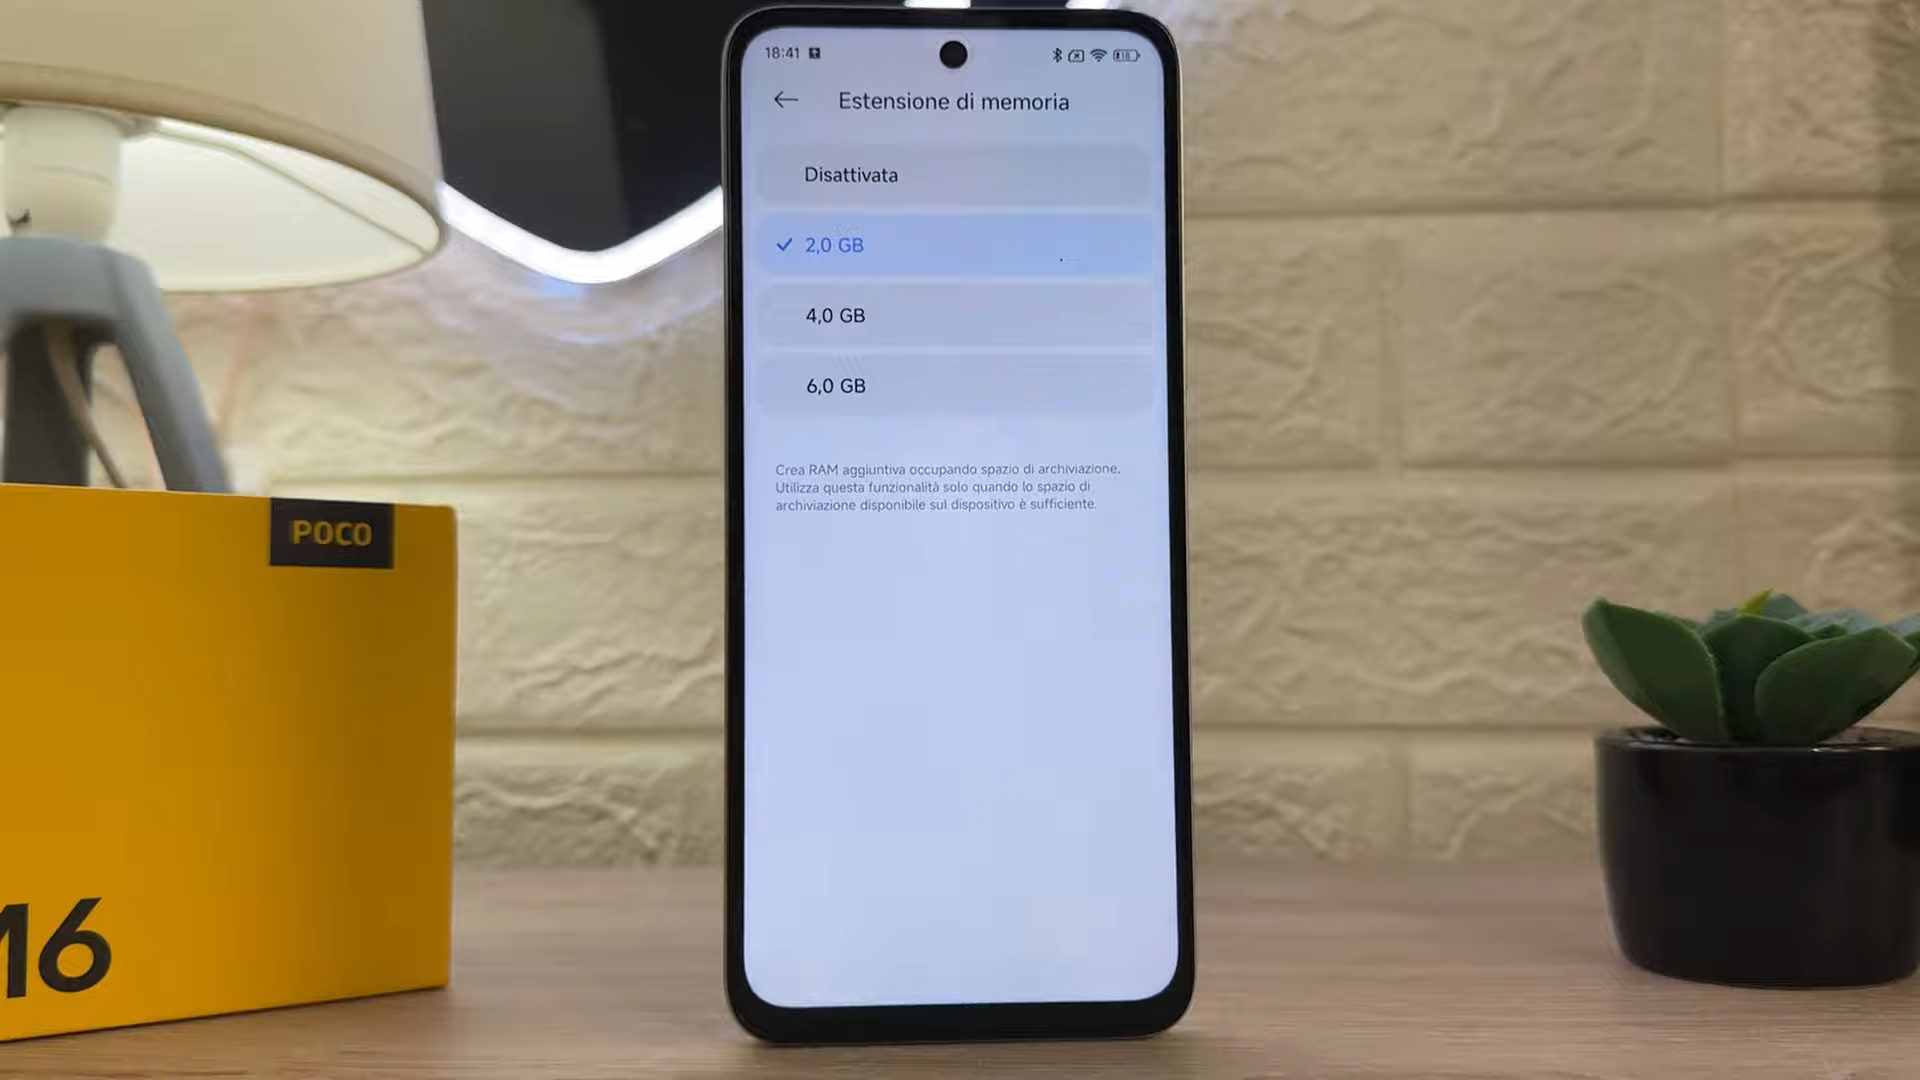 18:41
Estensione di memoria
Disattivata
2,0 GB
4,0 GB
6,0 GB
Crea RAM aggiuntiva occupando spazio di archiviazione.
Utilizza questa funzionalità solo quando lo spazio di
archiviazione disponibile sul dispositivo è sufficiente.
POCO
M6